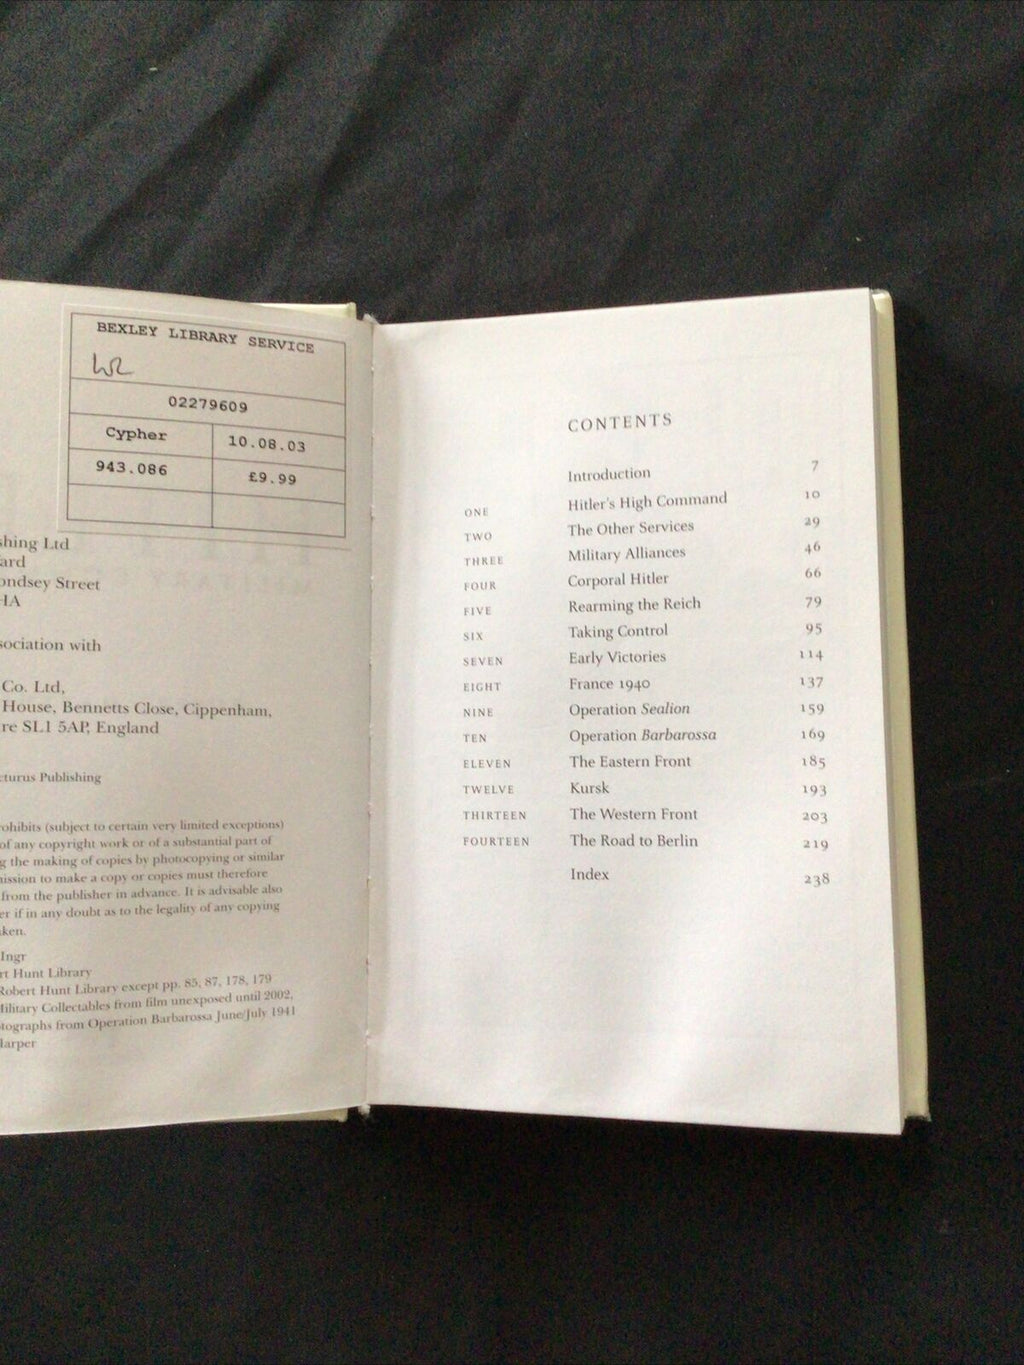 BEXLEY LIBRARY SERVICE
02279609
Cypher 10.08.03
943.086 £9.99
hing Ltd
ard
ondsey Street
HA
sociation with
Co. Ltd,
House, Bennetts Close, Cippenham,
re SL1 5AP, England
cturus Publishing
rohibits (subject to certain very limited exceptions)
of any copyright work or of a substantial part of
g the making of copies by photocopying or similar
mission to make a copy or copies must therefore
from the publisher in advance. It is advisable also
er if in any doubt as to the legality of any copying
ken.
Ingr
rt Hunt Library
Robert Hunt Library except pp. 85, 87, 178, 179
Military Collectables from film unexposed until 2002,
tographs from Operation Barbarossa June/July 1941
Harper
CONTENTS
Introduction 7
ONE Hitler's High Command 10
TWO The Other Services 29
THREE Military Alliances 46
FOUR Corporal Hitler 66
FIVE Rearming the Reich 79
SIX Taking Control 95
SEVEN Early Victories 114
EIGHT France 1940 137
NINE Operation Sealion 159
TEN Operation Barbarossa 169
ELEVEN The Eastern Front 185
TWELVE Kursk 193
THIRTEEN The Western Front 203
FOURTEEN The Road to Berlin 219
Index 238